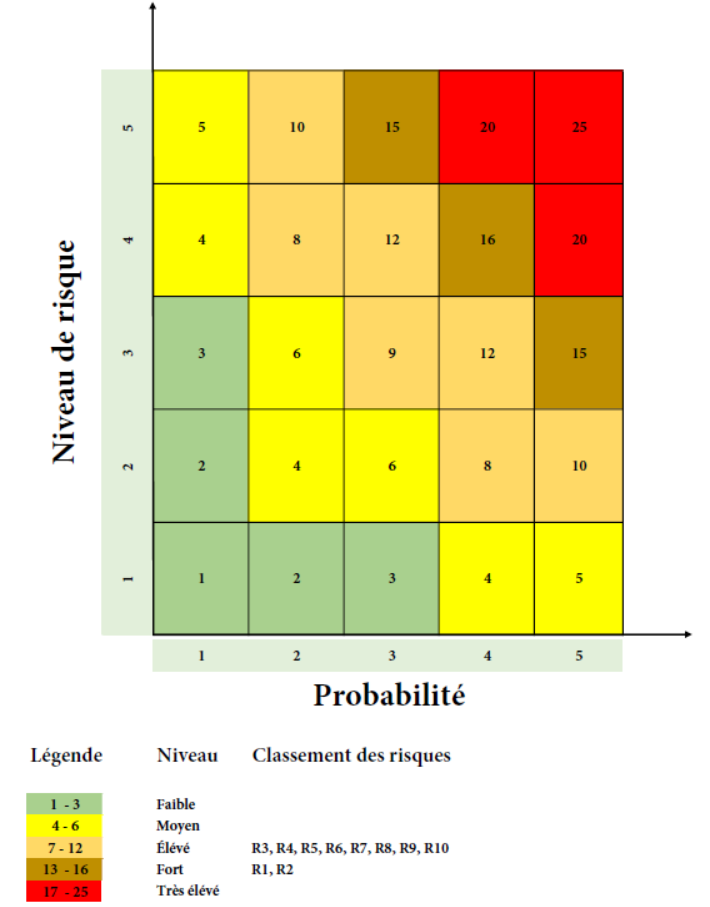 Niveau de risque
5 5 10 15 20 25
4 4 8 12 16 20
3 3 6 9 12 15
2 2 4 6 8 10
1 1 2 3 4 5
1 2 3 4 5
Probabilité
Légende Niveau Classement des risques
1 - 3 Faible
4 - 6 Moyen
7 - 12 Élévé R3, R4, R5, R6, R7, R8, R9, R10
13 - 16 Fort R1, R2
17 - 25 Très élévé